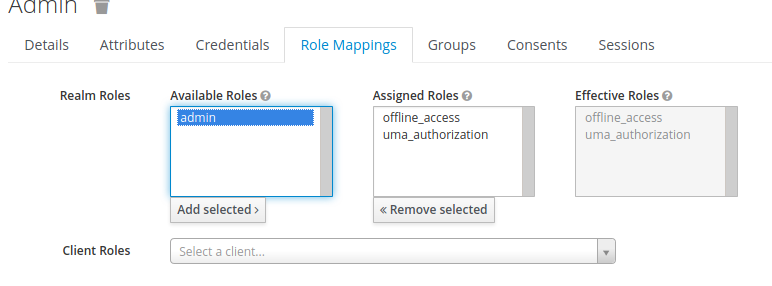 Admin
Details Attributes Credentials Role Mappings Groups Consents Sessions
Realm Roles Available Roles Assigned Roles Effective Roles
admin offline_access offline_access
uma_authorization uma_authorization
Add selected › « Remove selected
Client Roles Select a client...